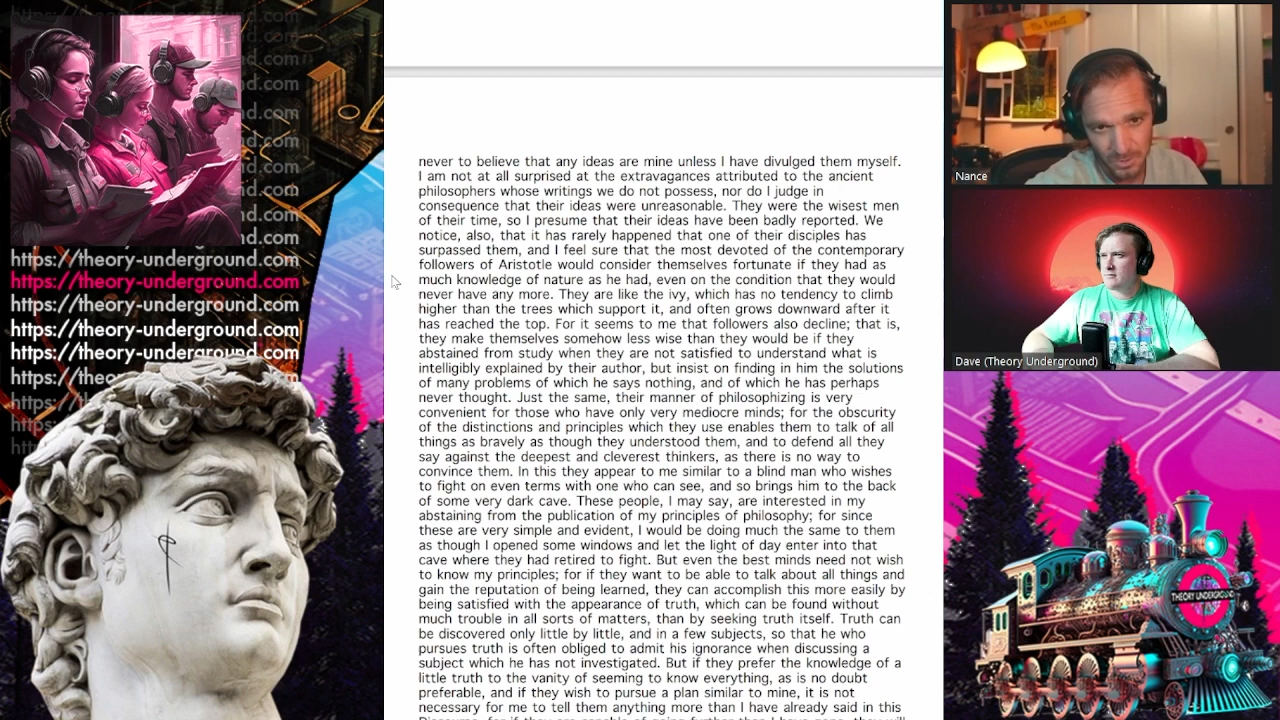 https://theory-underground.com
https://theory-underground.com
https://theory-underground.com
https://theory-underground.com
https://theory-underground.com
never to believe that any ideas are mine unless I have divulged them myself.
I am not at all surprised at the extravagances attributed to the ancient
philosophers whose writings we do not possess, nor do I judge in
consequence that their ideas were unreasonable. They were the wisest men
of their time, so I presume that their ideas have been badly reported. We
notice, also, that it has rarely happened that one of their disciples has
surpassed them, and I feel sure that the most devoted of the contemporary
followers of Aristotle would consider themselves fortunate if they had as
much knowledge of nature as he had, even on the condition that they would
never have any more. They are like the ivy, which has no tendency to climb
higher than the trees which support it, and often grows downward after it
has reached the top. For it seems to me that followers also decline; that is,
they make themselves somehow less wise than they would be if they
abstained from study when they are not satisfied to understand what is
intelligibly explained by their author, but insist on finding in him the solutions
of many problems of which he says nothing, and of which he has perhaps
never thought. Just the same, their manner of philosophizing is very
convenient for those who have only very mediocre minds; for the obscurity
of the distinctions and principles which they use enables them to talk of all
things as bravely as though they understood them, and to defend all they
say against the deepest and cleverest thinkers, as there is no way to
convince them. In this they appear to me similar to a blind man who wishes
to fight on even terms with one who can see, and so brings him to the back
of some very dark cave. These people, I may say, are interested in my
abstaining from the publication of my principles of philosophy; for since
these are very simple and evident, I would be doing much the same to them
as though I opened some windows and let the light of day enter into that
cave where they had retired to fight. But even the best minds need not wish
to know my principles; for if they want to be able to talk about all things and
gain the reputation of being learned, they can accomplish this more easily by
being satisfied with the appearance of truth, which can be found without
much trouble in all sorts of matters, than by seeking truth itself. Truth can
be discovered only little by little, and in a few subjects, so that he who
pursues truth is often obliged to admit his ignorance when discussing a
subject which he has not investigated. But if they prefer the knowledge of a
little truth to the vanity of seeming to know everything, as is no doubt
preferable, and if they wish to pursue a plan similar to mine, it is not
necessary for me to tell them anything more than I have already said in this
Nance
Dave (Theory Underground)
THEORY UNDERGROUND